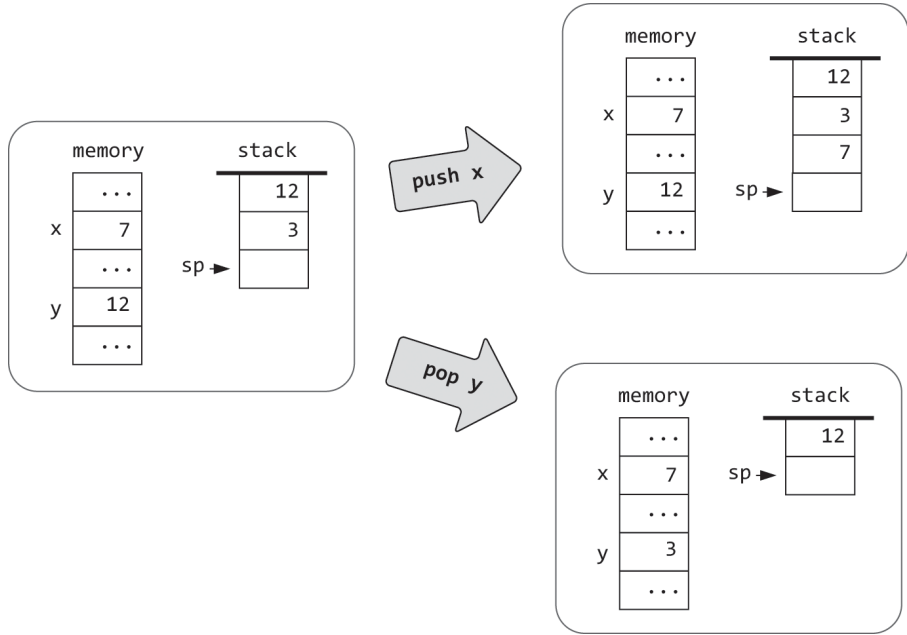 memory stack
...
12
x 7
3
...
sp
y 12
...
push x
memory stack
...
12
x 7
3
...
7
y 12
sp
...
pop y
memory stack
...
12
x 7
sp
...
y 3
...